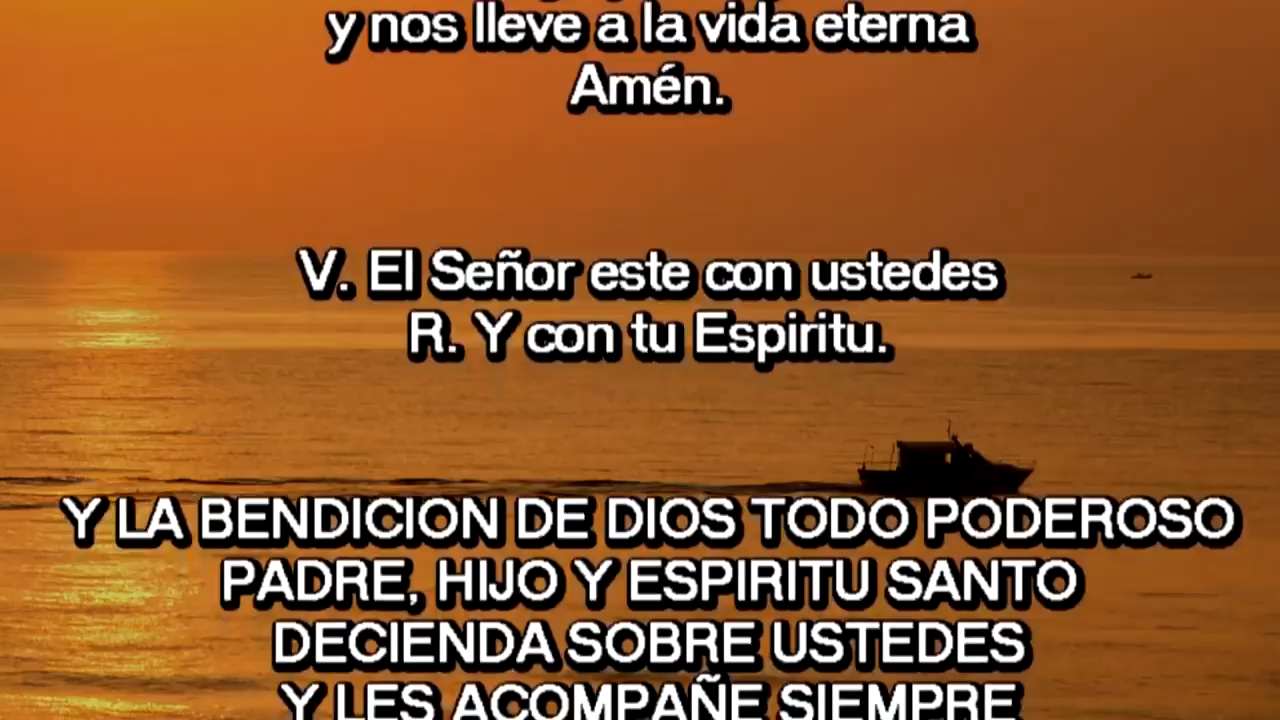 y nos lleve a la vida eterna
Amén.
V. El Señor este con ustedes
R. Y con tu Espiritu.
Y LA BENDICION DE DIOS TODO PODEROSO
PADRE, HIJO Y ESPIRITU SANTO
DECIENDA SOBRE USTEDES
Y LES ACOMPAÑE SIEMPRE